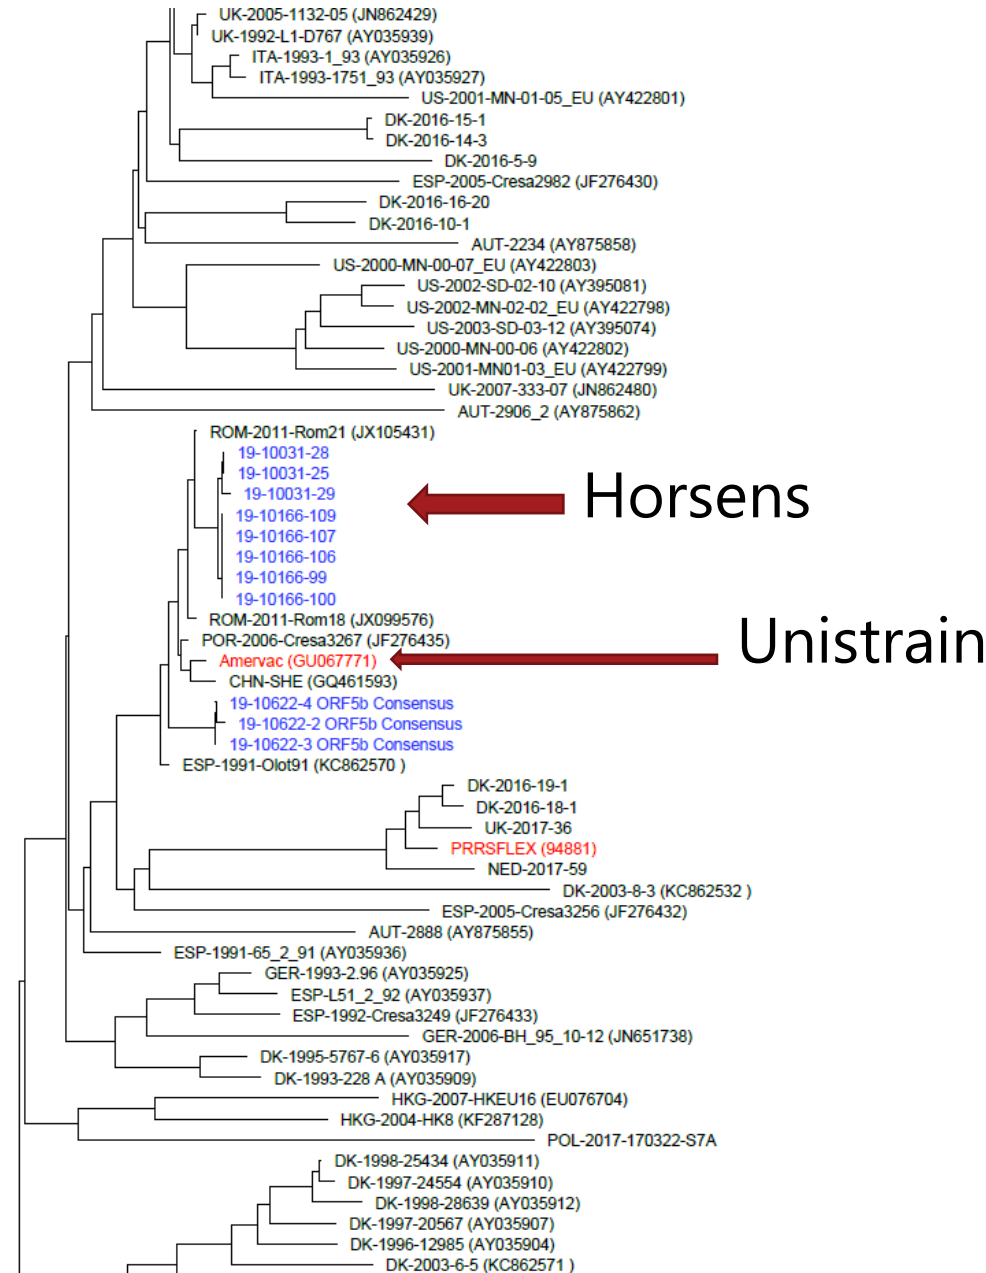 UK-2005-1132-05 (JN862429)
UK-1992-L1-D767 (AY035939)
ITA-1993-1_93 (AY035926)
ITA-1993-1751_93 (AY035927)
US-2001-MN-01-05_EU (AY422801)
DK-2016-15-1
DK-2016-14-3
DK-2016-5-9
ESP-2005-Cresa2982 (JF276430)
DK-2016-16-20
DK-2016-10-1
AUT-2234 (AY875858)
US-2000-MN-00-07_EU (AY422803)
US-2002-SD-02-10 (AY395081)
US-2002-MN-02-02_EU (AY422798)
US-2003-SD-03-12 (AY395074)
US-2000-MN-00-06 (AY422802)
US-2001-MN01-03_EU (AY422799)
UK-2007-333-07 (JN862480)
AUT-2906_2 (AY875862)
ROM-2011-Rom21 (JX105431)
19-10031-28
19-10031-25
19-10031-29
Horsens
19-10166-109
19-10166-107
19-10166-106
19-10166-99
19-10166-100
ROM-2011-Rom18 (JX099576)
POR-2006-Cresa3267 (JF276435)
Unistrain
Amervac (GU067771)
CHN-SHE (GQ461593)
19-10622-4 ORF5b Consensus
19-10622-2 ORF5b Consensus
19-10622-3 ORF5b Consensus
ESP-1991-Olot91 (KC862570 )
DK-2016-19-1
DK-2016-18-1
UK-2017-36
PRRSFLEX (94881)
NED-2017-59
DK-2003-8-3 (KC862532 )
ESP-2005-Cresa3256 (JF276432)
AUT-2888 (AY875855)
ESP-1991-65_2_91 (AY035936)
GER-1993-2.96 (AY035925)
ESP-L51_2_92 (AY035937)
ESP-1992-Cresa3249 (JF276433)
GER-2006-BH_95_10-12 (JN651738)
DK-1995-5767-6 (AY035917)
DK-1993-228 A (AY035909)
HKG-2007-HKEU16 (EU076704)
HKG-2004-HK8 (KF287128)
POL-2017-170322-S7A
DK-1998-25434 (AY035911)
DK-1997-24554 (AY035910)
DK-1998-28639 (AY035912)
DK-1997-20567 (AY035907)
DK-1996-12985 (AY035904)
DK-2003-6-5 (KC862571 )